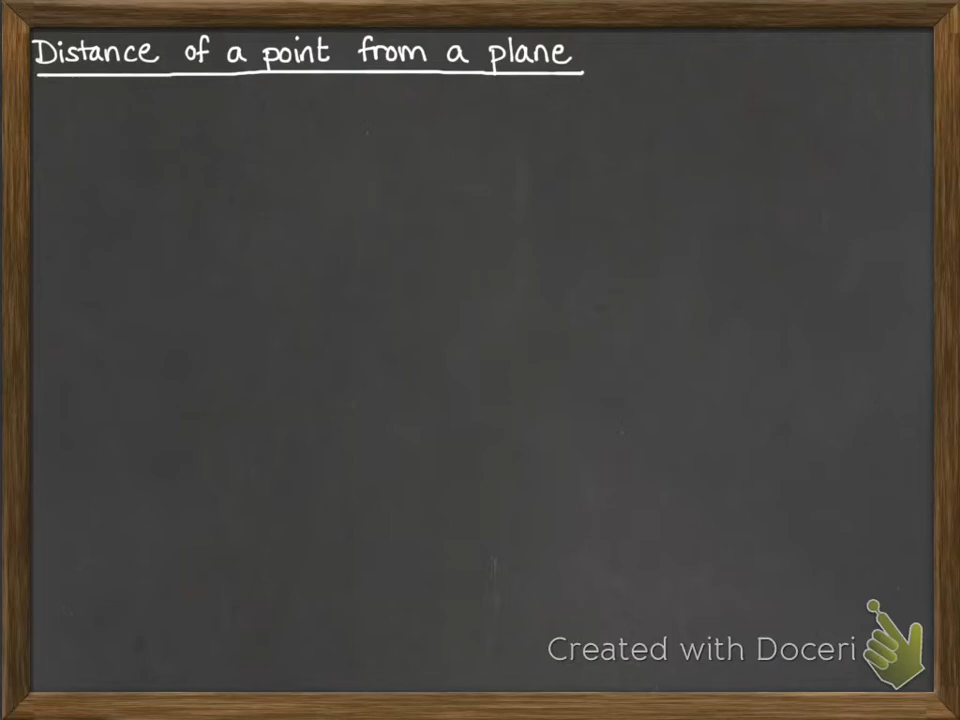 Distance of a point from a plane
Created with Doceri